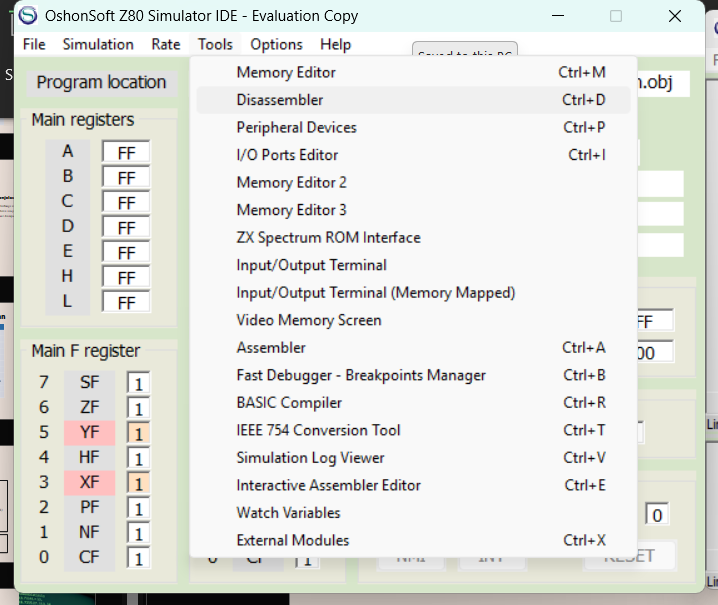 OshonSoft Z80 Simulator IDE - Evaluation Copy
File Simulation Rate Tools Options Help
Program location
Main registers
A FF
B FF
C FF
D FF
E FF
H FF
L FF
Main F register
7 SF 1
6 ZF 1
5 YF 1
4 HF 1
3 XF 1
2 PF 1
1 NF 1
0 CF 1
Memory Editor Ctrl+M
Disassembler Ctrl+D
Peripheral Devices Ctrl+P
I/O Ports Editor Ctrl+I
Memory Editor 2
Memory Editor 3
ZX Spectrum ROM Interface
Input/Output Terminal
Input/Output Terminal (Memory Mapped)
Video Memory Screen
Assembler Ctrl+A
Fast Debugger - Breakpoints Manager Ctrl+B
BASIC Compiler Ctrl+R
IEEE 754 Conversion Tool Ctrl+T
Simulation Log Viewer Ctrl+V
Interactive Assembler Editor Ctrl+E
Watch Variables
External Modules Ctrl+X
.obj
FF
00
0
RESET